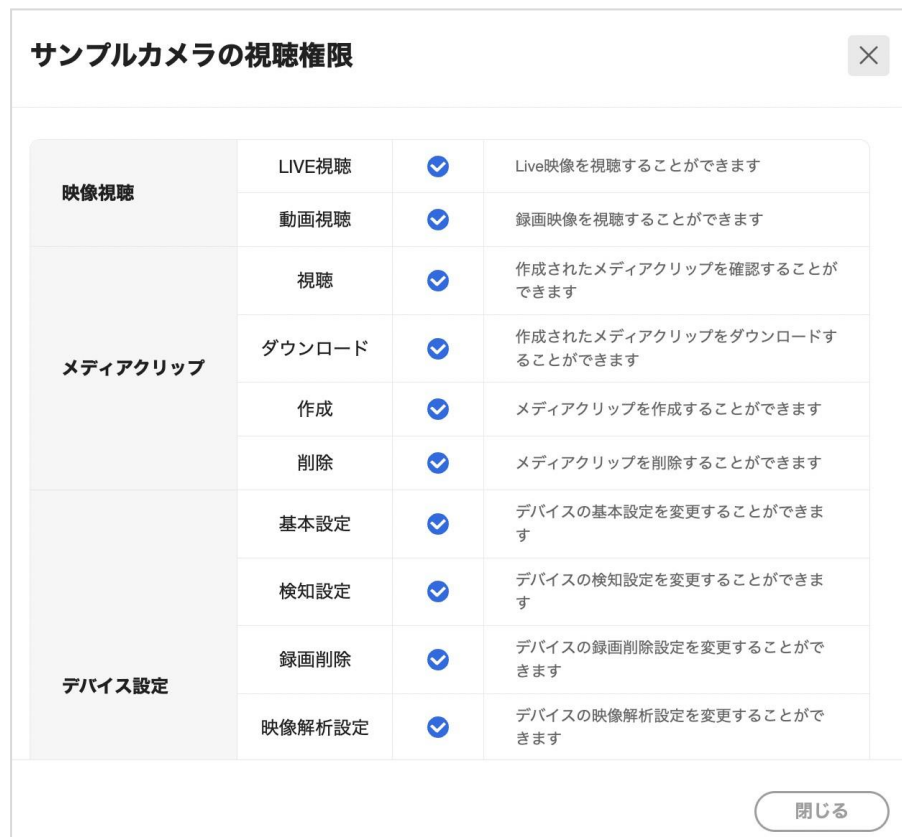 サンプルカメラの視聴権限
映像視聴
LIVE視聴
Live映像を視聴することができます
動画視聴
録画映像を視聴することができます
メディアクリップ
視聴
作成されたメディアクリップを確認することが
できます
ダウンロード
作成されたメディアクリップをダウンロードす
ることができます
作成
メディアクリップを作成することができます
削除
メディアクリップを削除することができます
デバイス設定
基本設定
デバイスの基本設定を変更することができま
す
検知設定
デバイスの検知設定を変更することができま
す
録画削除
デバイスの録画削除設定を変更することがで
きます
映像解析設定
デバイスの映像解析設定を変更することがで
きます
閉じる